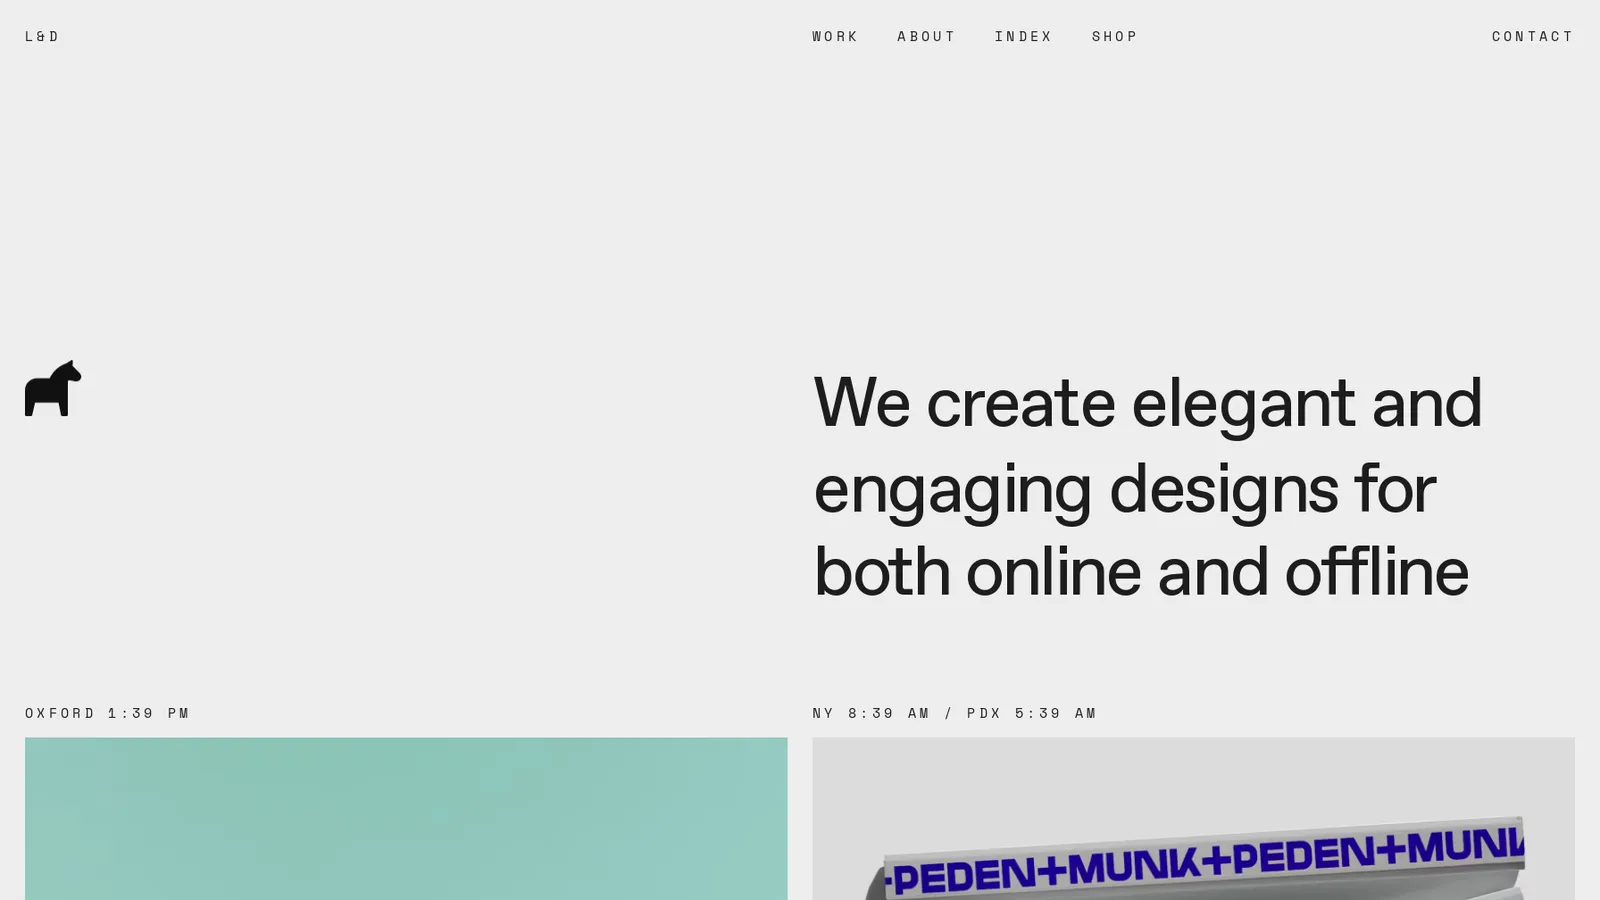 L&D
WORK ABOUT INDEX SHOP
CONTACT
We create elegant and
engaging designs for
both online and offline
OXFORD 1:39 PM
NY 8:39 AM / PDX 5:39 AM
PEDEN+MUNK+PEDEN+MUNK